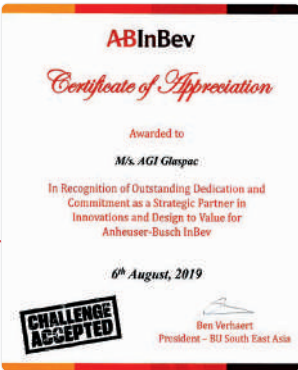 ABInBev
Certificate of Appreciation
Awarded to
M/s. AGI Glaspac
In Recognition of Outstanding Dedication and
Commitment as a Strategic Partner in
Innovations and Design to Value for
Anheuser-Busch InBev
6th August, 2019
CHALLENGE
ACCEPTED
Ben Verhaert
President – BU South East Asia